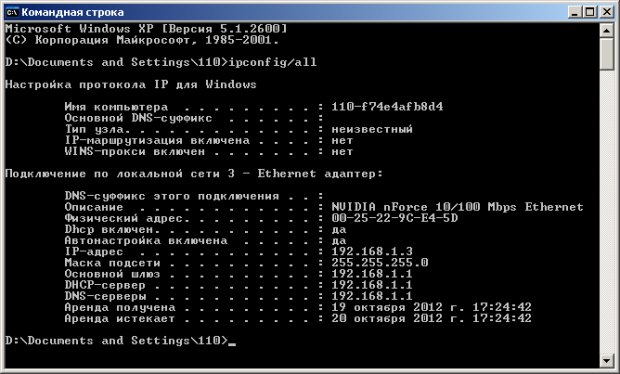 Командная строка
Microsoft Windows XP [Версия 5.1.2600]
(С) Корпорация Майкрософт, 1985-2001.
D:\Documents and Settings\110>ipconfig/all
Настройка протокола IP для Windows
Имя компьютера . . . . . . . . . : 110-f74e4afb8d4
Основной DNS-суффикс . . . . . . :
Тип узла. . . . . . . . . . . . . : неизвестный
IP-маршрутизация включена . . . . : нет
WINS-прокси включен . . . . . . . : нет
Подключение по локальной сети 3 - Ethernet адаптер:
DNS-суффикс этого подключения . . :
Описание . . . . . . . . . . . . : NVIDIA nForce 10/100 Mbps Ethernet
Физический адрес. . . . . . . . . : 00-25-22-9C-E4-5D
Dhcp включен. . . . . . . . . . . : да
Автонастройка включена . . . . . : да
IP-адрес . . . . . . . . . . . . : 192.168.1.3
Маска подсети . . . . . . . . . . : 255.255.255.0
Основной шлюз . . . . . . . . . . : 192.168.1.1
DHCP-сервер . . . . . . . . . . . : 192.168.1.1
DNS-серверы . . . . . . . . . . . : 192.168.1.1
Аренда получена . . . . . . . . . : 19 октября 2012 г. 17:24:42
Аренда истекает . . . . . . . . . : 20 октября 2012 г. 17:24:42
D:\Documents and Settings\110>_